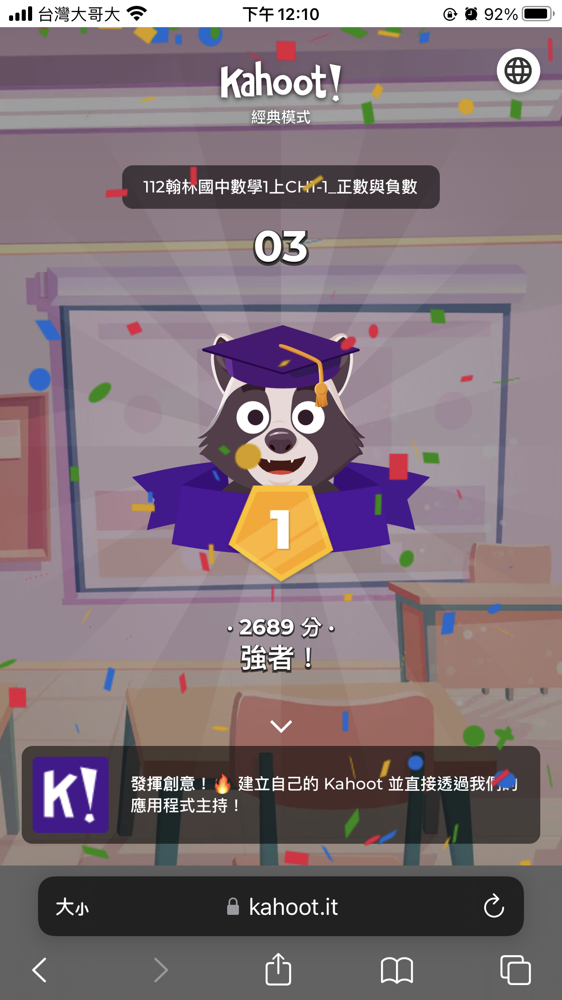 台灣大哥大
下午 12:10
92%
Kahoot!
經典模式
112翰林國中數學1上CH1-1_正數與負數
03
1
· 2689 分 ·
強者！
K!
發揮創意！🔥 建立自己的 Kahoot 並直接透過我們的
應用程式主持！
大小
kahoot.it